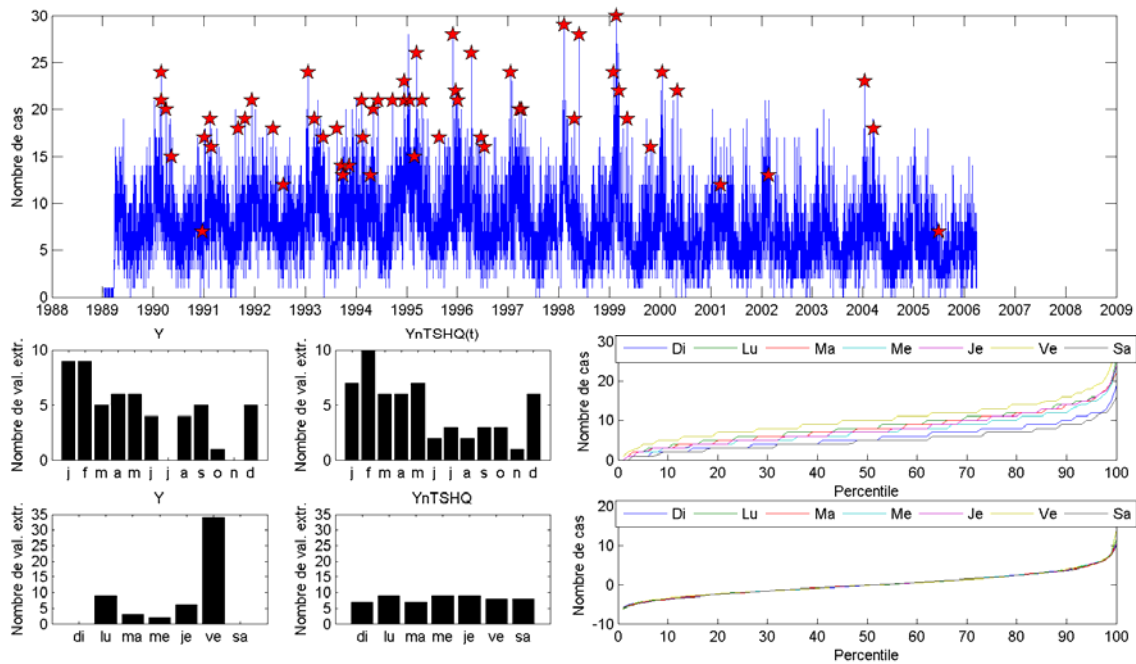 30
25
20
15
10
5
0
Nombre de cas
1988 1989 1990 1991 1992 1993 1994 1995 1996 1997 1998 1999 2000 2001 2002 2003 2004 2005 2006 2007 2008 2009
Y
10
5
0
Nombre de val. extr.
j f m a m j j a s o n d
YnTSHQ(t)
10
5
0
Nombre de val. extr.
j f m a m j j a s o n d
30
20
10
0
Nombre de cas
Di Lu Ma Me Je Ve Sa
10 20 30 40 50 60 70 80 90 100
Percentile
Y
35
30
25
20
15
10
5
0
Nombre de val. extr.
di lu ma me je ve sa
YnTSHQ
35
30
25
20
15
10
5
0
Nombre de val. extr.
di lu ma me je ve sa
20
10
0
-10
Nombre de cas
Di Lu Ma Me Je Ve Sa
10 20 30 40 50 60 70 80 90 100
Percentile